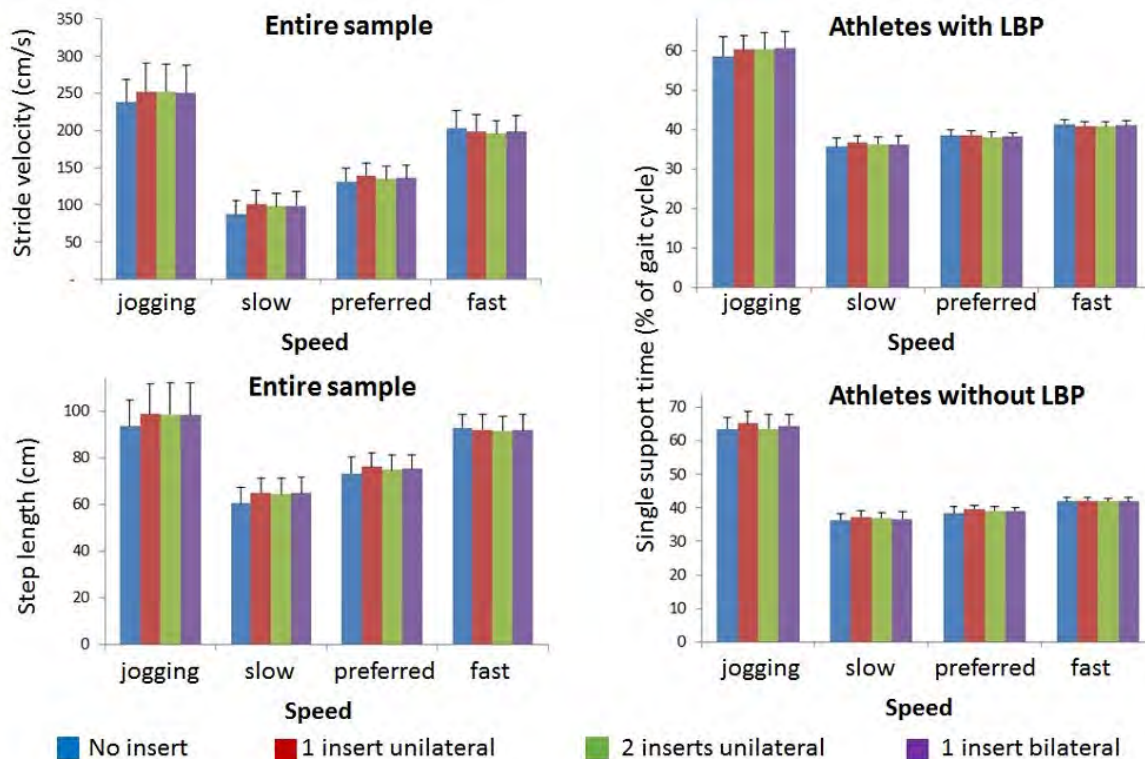 Entire sample
Stride velocity (cm/s)
350
300
250
200
150
100
50
-
jogging slow preferred fast
Speed
Athletes with LBP
Single support time (% of gait cycle)
60
50
40
30
20
10
0
jogging slow preferred fast
Speed
Entire sample
Step length (cm)
100
80
60
40
20
0
jogging slow preferred fast
Speed
Athletes without LBP
70
60
50
40
30
20
10
0
jogging slow preferred fast
Speed
No insert 1 insert unilateral 2 inserts unilateral 1 insert bilateral